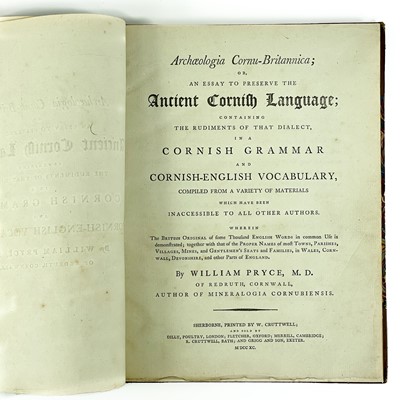 Archæologia Cornu-Britannica;
OR,
AN ESSAY TO PRESERVE THE
Ancient Cornish Language;
CONTAINING
THE RUDIMENTS OF THAT DIALECT,
IN A
CORNISH GRAMMAR
AND
CORNISH-ENGLISH VOCABULARY,
COMPILED FROM A VARIETY OF MATERIALS
WHICH HAVE BEEN
INACCESSIBLE TO ALL OTHER AUTHORS.
WHEREIN
The BRITISH ORIGINAL of some Thousand ENGLISH WORDS in common Use is
demonstrated; together with that of the PROPER NAMES of most TOWNS, PARISHES,
VILLAGES, MINES, and GENTLEMEN'S SEATS and FAMILIES, in WALES, CORN-
WALL, DEVONSHIRE, and other Parts of ENGLAND.
By WILLIAM PRYCE, M.D.
OF REDRUTH, CORNWALL,
AUTHOR OF MINERALOGIA CORNUBIENSIS.
SHERBORNE, PRINTED BY W. CRUTTWELL;
AND SOLD BY
DILLY, POULTRY, LONDON; FLETCHER, OXFORD; MERRILL, CAMBRIDGE;
R. CRUTTWELL, BATH; AND GRIGG AND SON, EXETER.
M DCC XC.